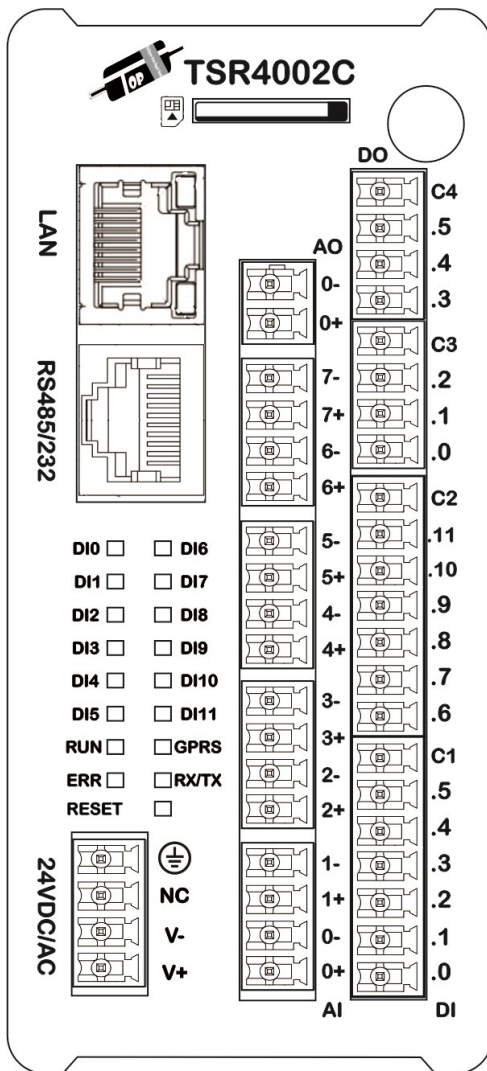 TOP
TSR4002C
DO
LAN
RS485/232
AO
0-
0+
7-
7+
6-
6+
5-
5+
4-
4+
3-
3+
2-
2+
1-
1+
0-
0+
AI
C4
.5
.4
.3
C3
.2
.1
.0
C2
.11
.10
.9
.8
.7
.6
C1
.5
.4
.3
.2
.1
.0
DI
DI0 DI6
DI1 DI7
DI2 DI8
DI3 DI9
DI4 DI10
DI5 DI11
RUN GPRS
ERR RX/TX
RESET
24VDC/AC
NC
V-
V+